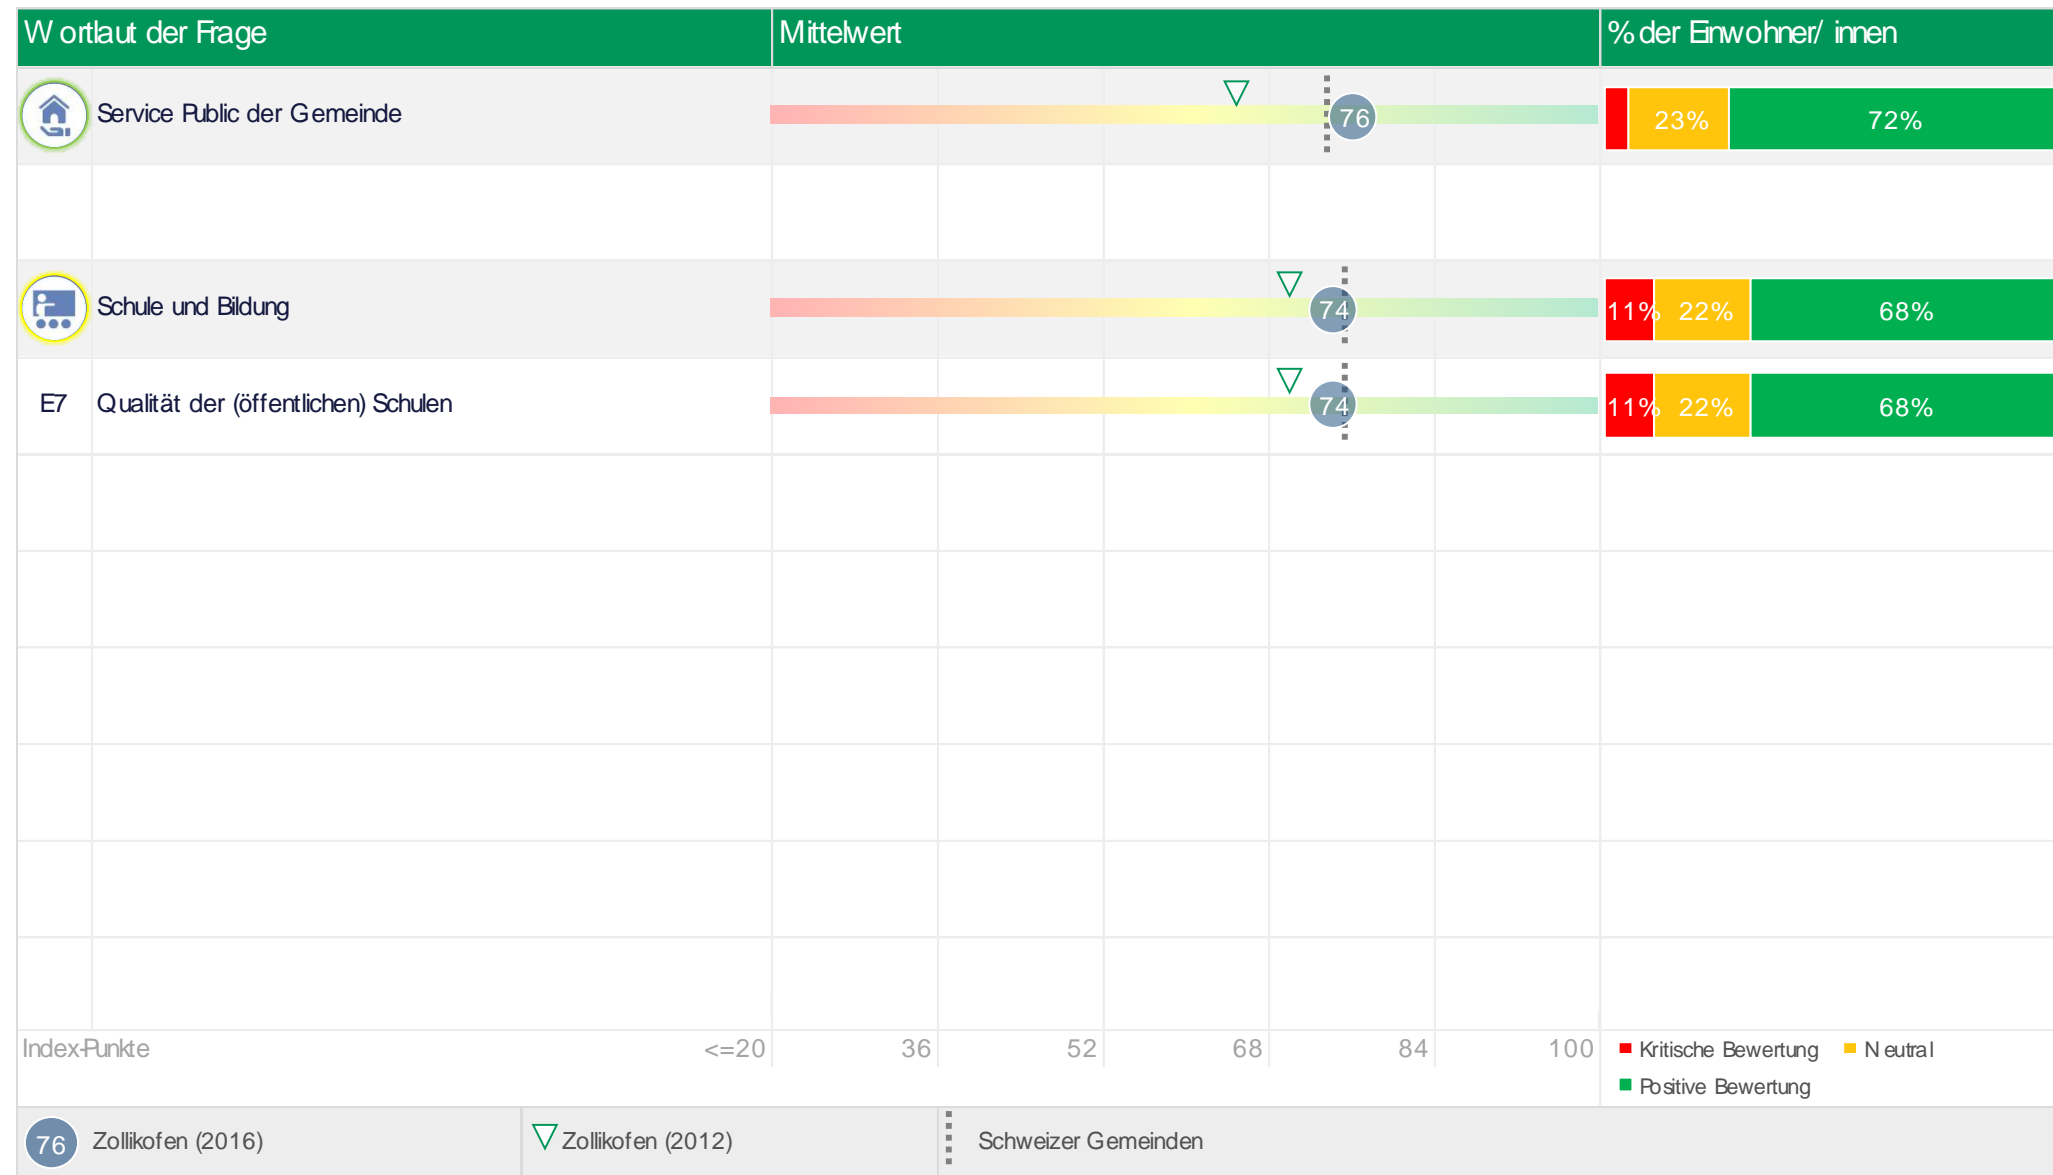 Wortlaut der Frage Mittelwert % der Einwohner/ innen
Service Public der Gemeinde 76 23% 72%
Schule und Bildung 74 11% 22% 68%
E7 Qualität der (öffentlichen) Schulen 74 11% 22% 68%
Index-Punkte <=20 36 52 68 84 100 Kritische Bewertung Neutral
Positive Bewertung
76 Zollikofen (2016) Zollikofen (2012) Schweizer Gemeinden